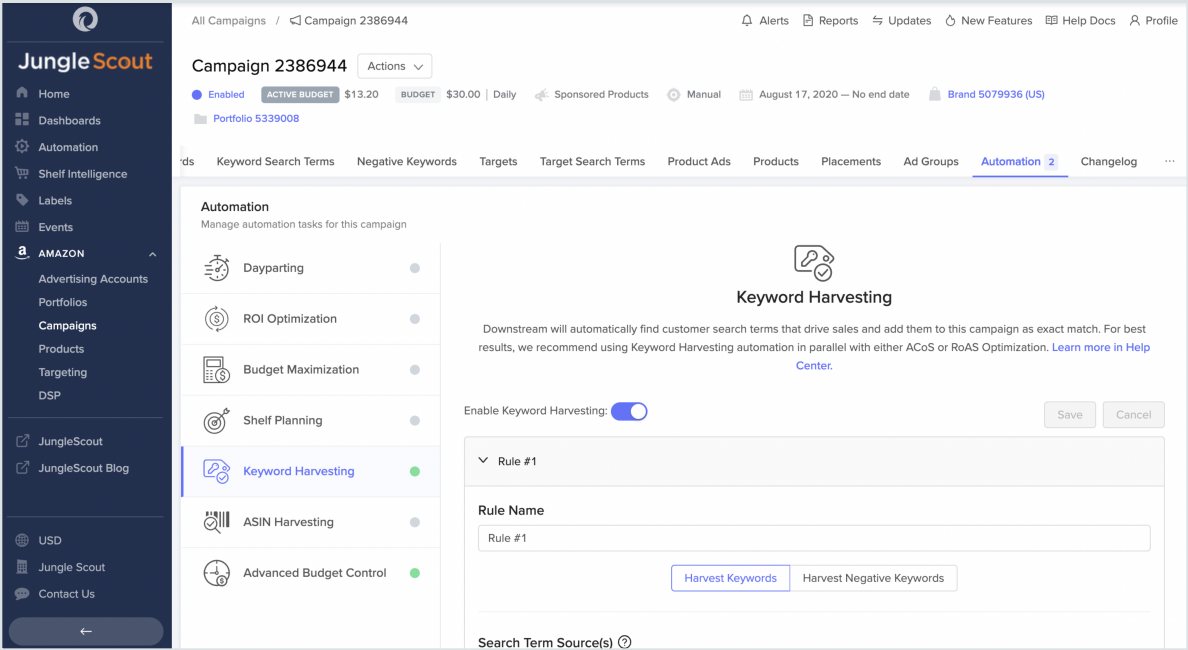 All Campaigns / Campaign 2386944
Alerts Reports Updates New Features Help Docs Profile
Jungle Scout
Home
Dashboards
Automation
Shelf Intelligence
Labels
Events
a AMAZON
Advertising Accounts
Portfolios
Campaigns
Products
Targeting
DSP
JungleScout
JungleScout Blog
USD
Jungle Scout
Contact Us
←
Campaign 2386944 Actions
Enabled ACTIVE BUDGET $13.20 BUDGET $30.00 | Daily Sponsored Products Manual August 17, 2020 — No end date Brand 5079936 (US)
Portfolio 5339008
rds Keyword Search Terms Negative Keywords Targets Target Search Terms Product Ads Products Placements Ad Groups Automation 2 Changelog ...
Automation
Manage automation tasks for this campaign
Dayparting
ROI Optimization
Budget Maximization
Shelf Planning
Keyword Harvesting
ASIN Harvesting
Advanced Budget Control
Keyword Harvesting
Downstream will automatically find customer search terms that drive sales and add them to this campaign as exact match. For best
results, we recommend using Keyword Harvesting automation in parallel with either ACoS or RoAS Optimization. Learn more in Help
Center.
Enable Keyword Harvesting:
Save Cancel
Rule #1
Rule Name
Rule #1
Harvest Keywords Harvest Negative Keywords
Search Term Source(s) ?